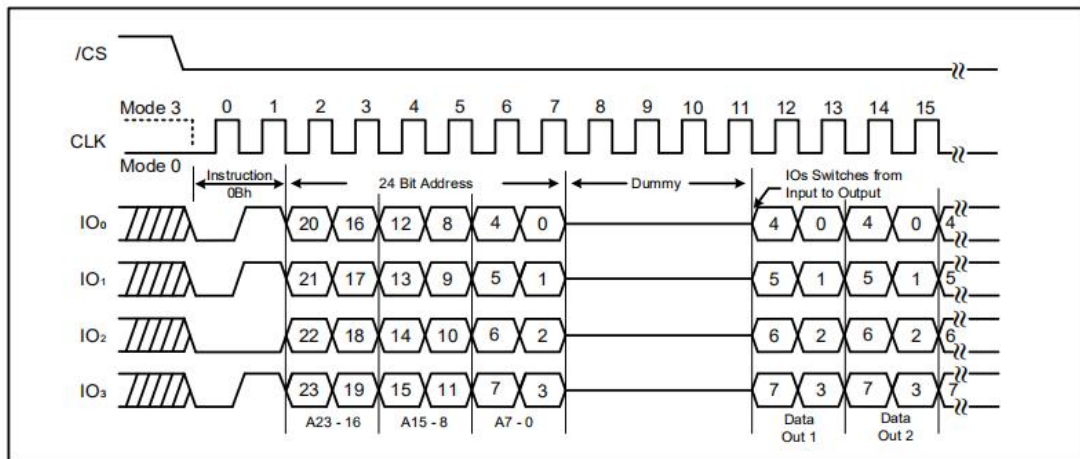 /CS
Mode 3 0 1 2 3 4 5 6 7 8 9 10 11 12 13 14 15
CLK
Mode 0
Instruction
0Bh
24 Bit Address
Dummy
IOs Switches from
Input to Output
IO₀ 20 16 12 8 4 0 4 0 4 0 4
IO₁ 21 17 13 9 5 1 5 1 5 1 5
IO₂ 22 18 14 10 6 2 6 2 6 2 6
IO₃ 23 19 15 11 7 3 7 3 7 3 7
A23 - 16 A15 - 8 A7 - 0
Data
Out 1
Data
Out 2